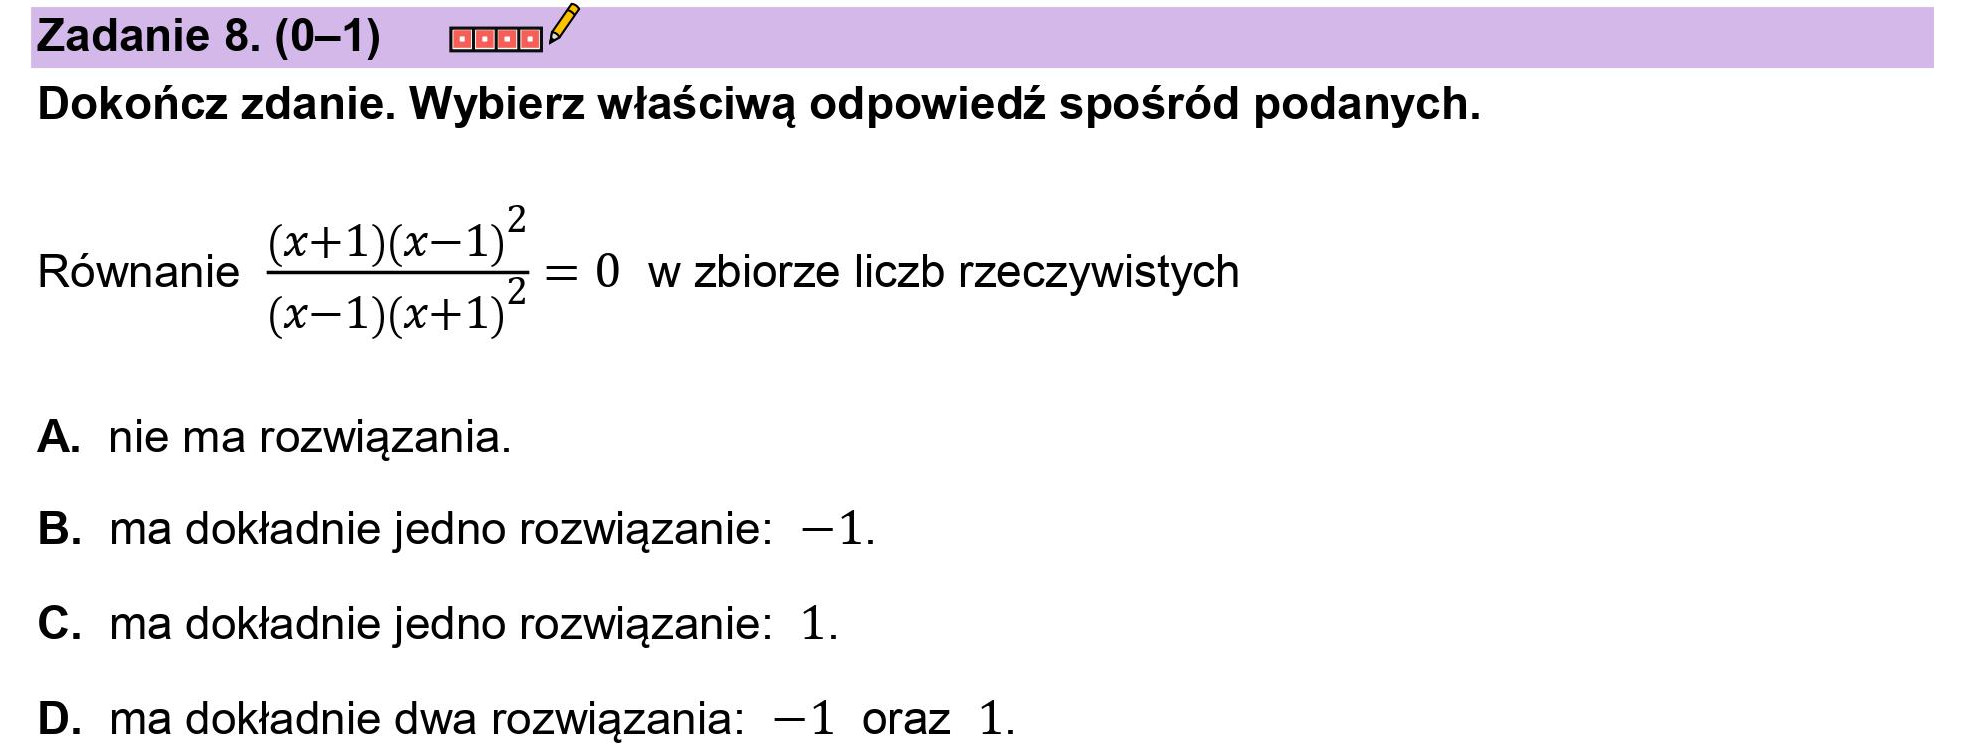 Zadanie 8. (0–1)
Dokończ zdanie. Wybierz właściwą odpowiedź spośród podanych.
Równanie \frac{(x+1)(x-1)^2}{(x-1)(x+1)^2} = 0 w zbiorze liczb rzeczywistych
A. nie ma rozwiązania.
B. ma dokładnie jedno rozwiązanie: −1.
C. ma dokładnie jedno rozwiązanie: 1.
D. ma dokładnie dwa rozwiązania: −1 oraz 1.